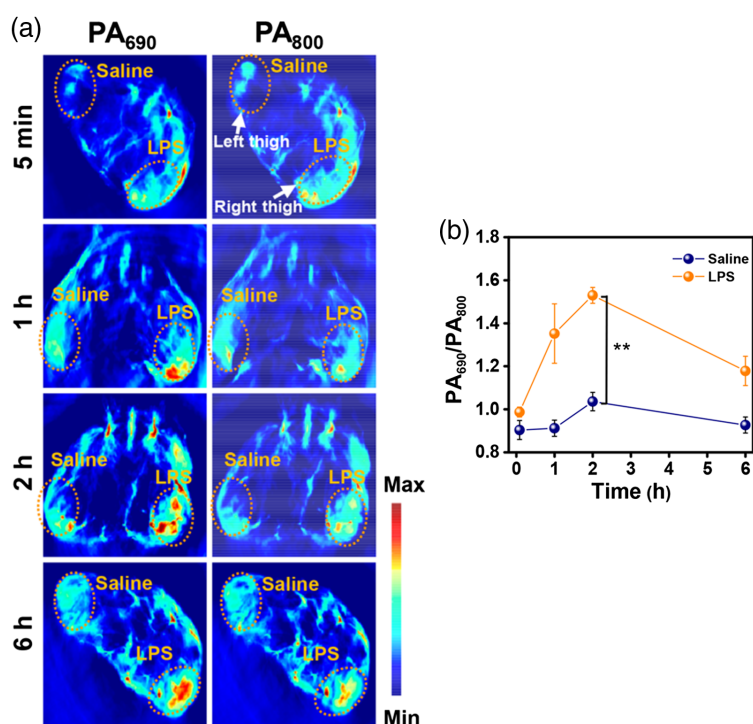 (a)
PA690 PA800
5 min
Saline Saline
Left thigh
LPS LPS
Right thigh
1 h
Saline Saline
LPS LPS
2 h
Saline Saline
LPS LPS
6 h
Saline Saline
LPS LPS
Max
Min
(b)
PA690/PA800
1.8
1.6
1.4
1.2
1.0
0.8
Saline
LPS
**
0 1 2 3 4 5 6
Time (h)